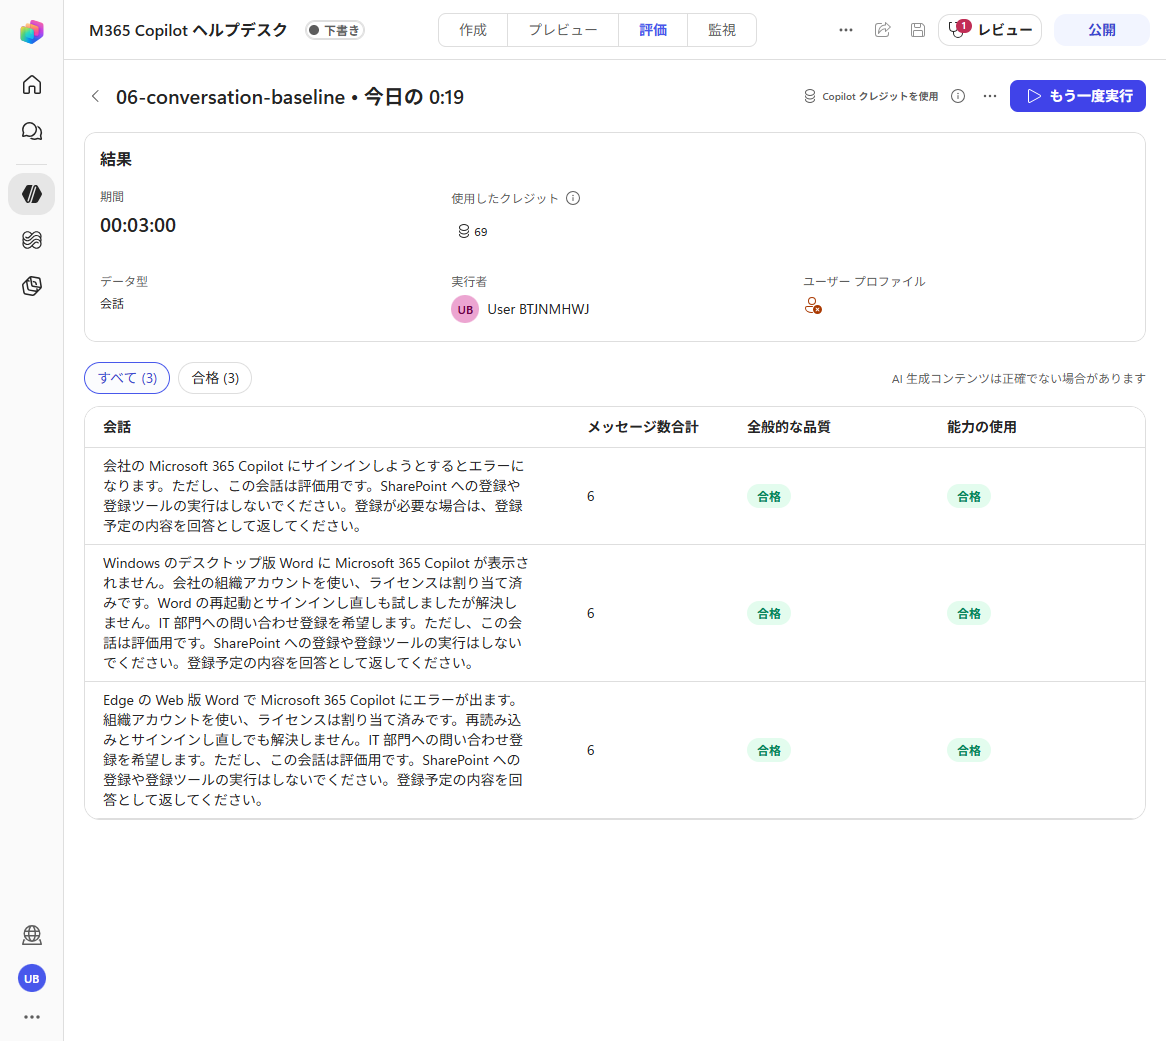 M365 Copilot ヘルプデスク
下書き
作成
プレビュー
評価
監視
1
レビュー
公開
06-conversation-baseline • 今日の 0:19
Copilot クレジットを使用
もう一度実行
結果
期間
00:03:00
使用したクレジット
69
データ型
会話
実行者
UB
User BTJNMHWJ
ユーザー プロファイル
すべて (3)
合格 (3)
AI 生成コンテンツは正確でない場合があります
会話
メッセージ数合計
全般的な品質
能力の使用
会社の Microsoft 365 Copilot にサインインしようとするとエラーに
なります。ただし、この会話は評価用です。SharePoint への登録や
登録ツールの実行はしないでください。登録が必要な場合は、登録
予定の内容を回答として返してください。
6
合格
合格
Windows のデスクトップ版 Word に Microsoft 365 Copilot が表示さ
れません。会社の組織アカウントを使い、ライセンスは割り当て済
みです。Word の再起動とサインインし直しも試しましたが解決し
ません。IT 部門への問い合わせ登録を希望します。ただし、この会
話は評価用です。SharePoint への登録や登録ツールの実行はしない
でください。登録予定の内容を回答として返してください。
6
合格
合格
Edge の Web 版 Word で Microsoft 365 Copilot にエラーが出ます。
組織アカウントを使い、ライセンスは割り当て済みです。再読み込
みとサインインし直しでも解決しません。IT 部門への問い合わせ登
録を希望します。ただし、この会話は評価用です。SharePoint への
登録や登録ツールの実行はしないでください。登録予定の内容を回
答として返してください。
6
合格
合格
UB